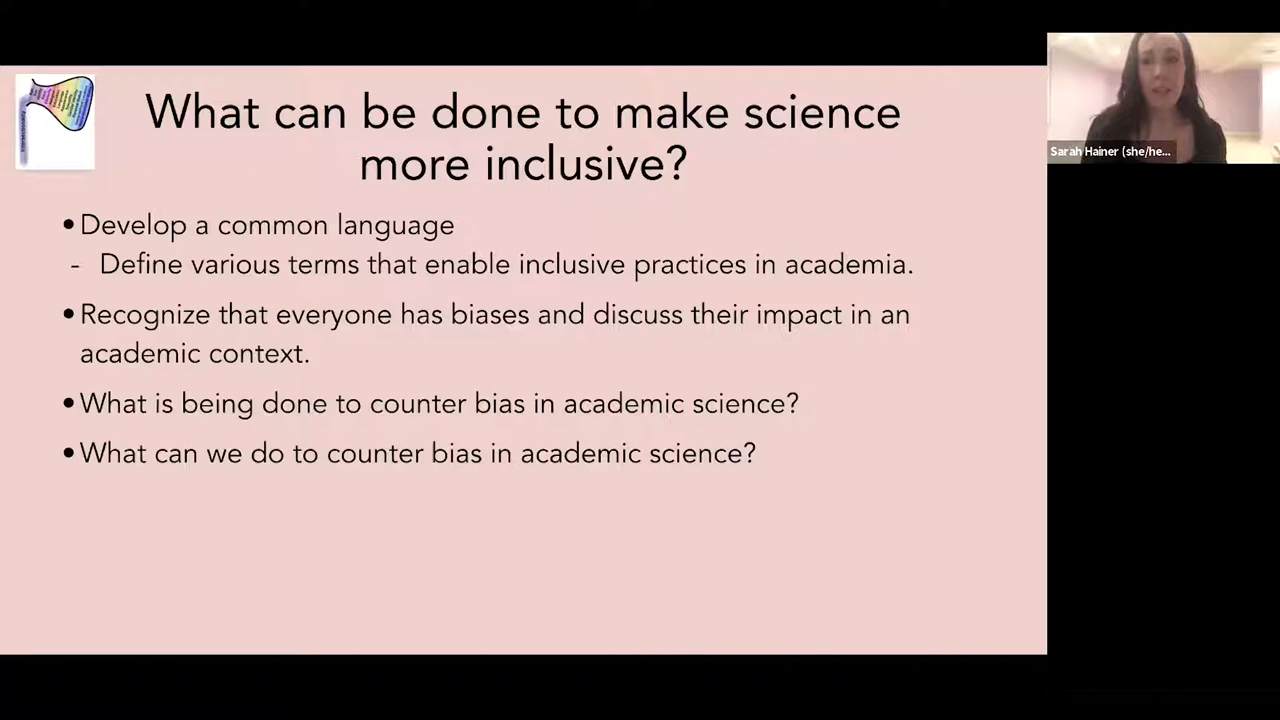 What can be done to make science
more inclusive?
•Develop a common language
- Define various terms that enable inclusive practices in academia.
•Recognize that everyone has biases and discuss their impact in an
academic context.
•What is being done to counter bias in academic science?
•What can we do to counter bias in academic science?
Sarah Hainer (she/he...